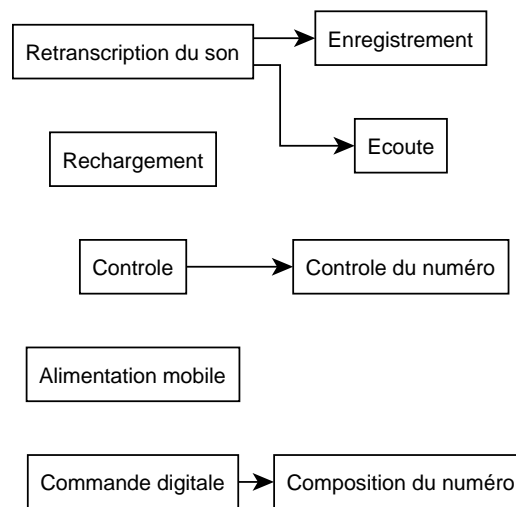 Retranscription du son
Enregistrement
Ecoute
Rechargement
Controle
Controle du numéro
Alimentation mobile
Commande digitale
Composition du numéro